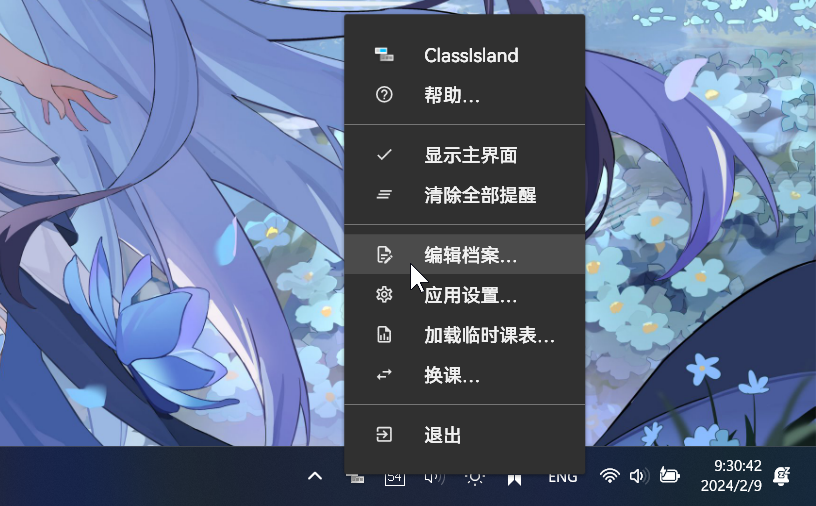 ClassIsland
帮助...
显示主界面
清除全部提醒
编辑档案...
应用设置...
加载临时课表...
换课...
退出
54
ENG
9:30:42
2024/2/9